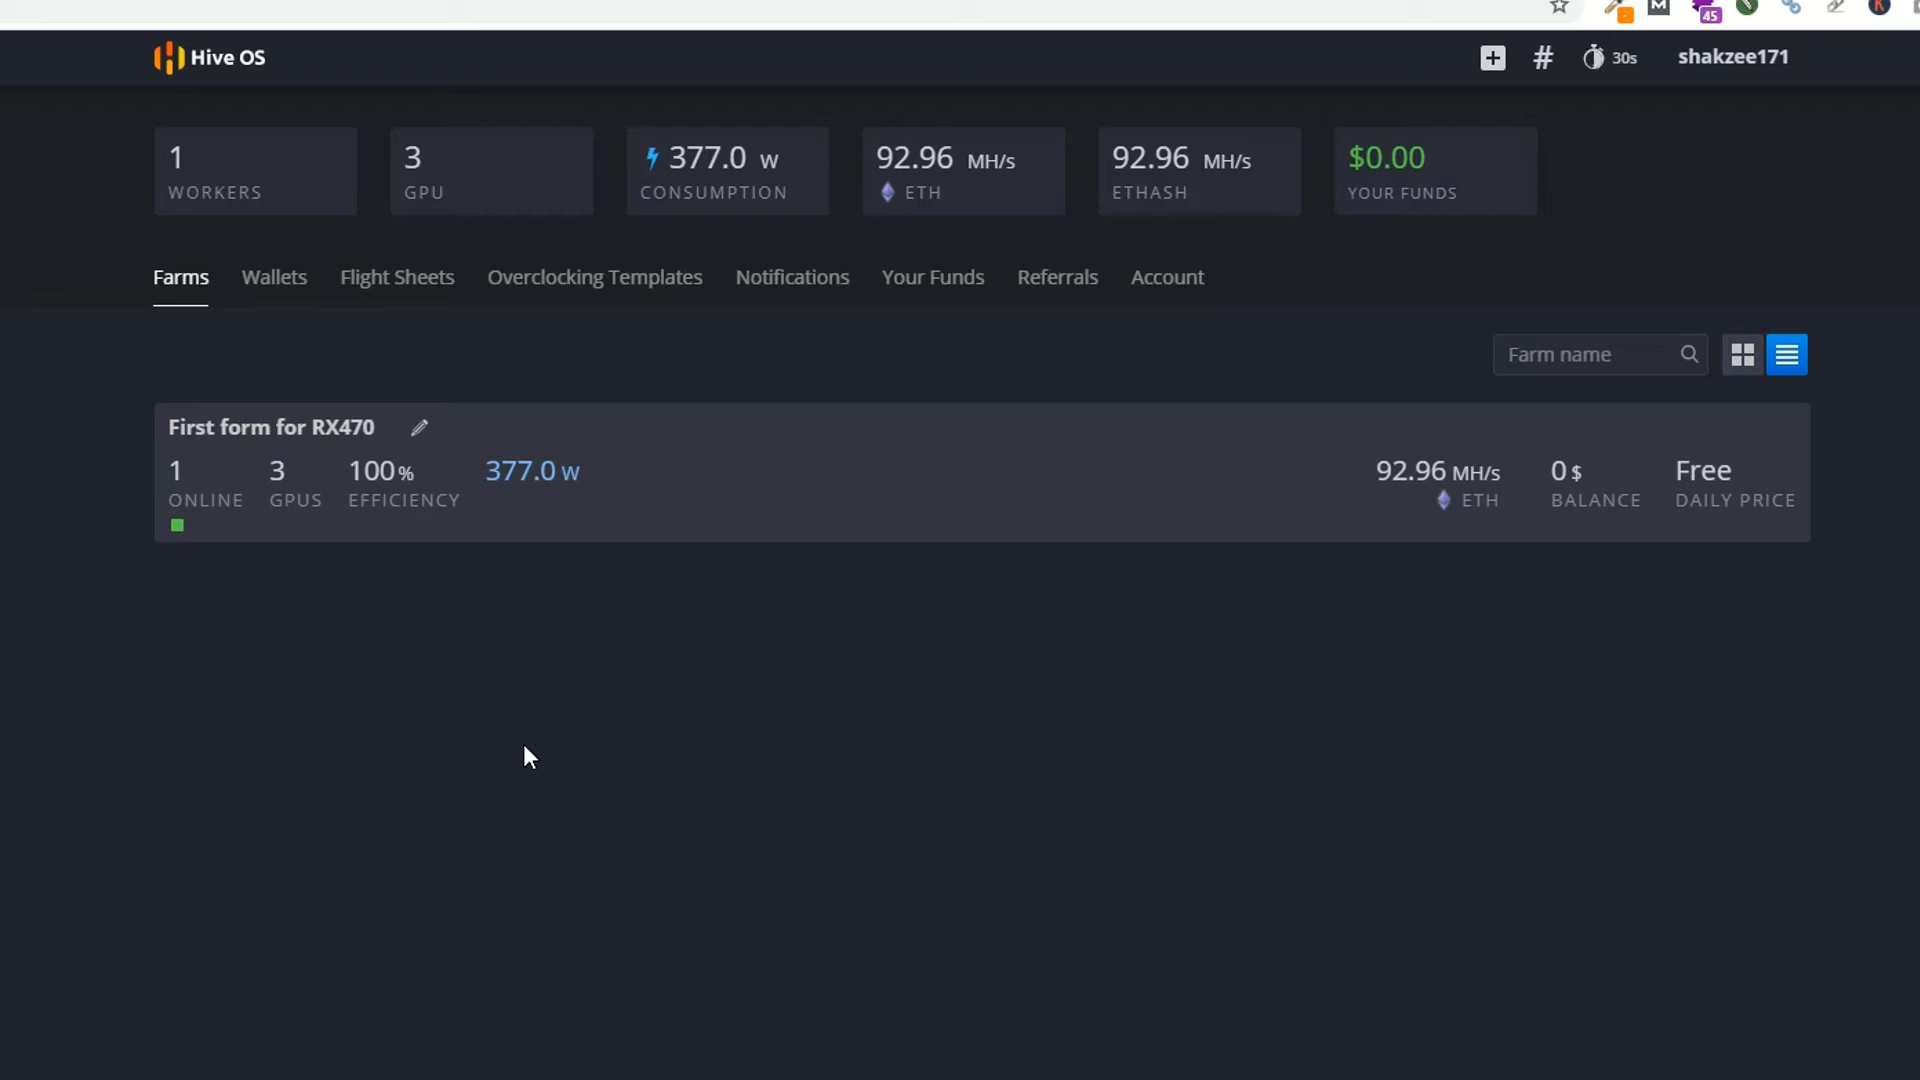 45
Hive OS
30s
shakzee171
1
WORKERS
3
GPU
377.0 W
CONSUMPTION
92.96 MH/s
ETH
92.96 MH/s
ETHASH
$0.00
YOUR FUNDS
Farms Wallets Flight Sheets Overclocking Templates Notifications Your Funds Referrals Account
Farm name
First form for RX470
1 3 100% 377.0 W 92.96 MH/s 0 $ Free
ONLINE GPUS EFFICIENCY ETH BALANCE DAILY PRICE